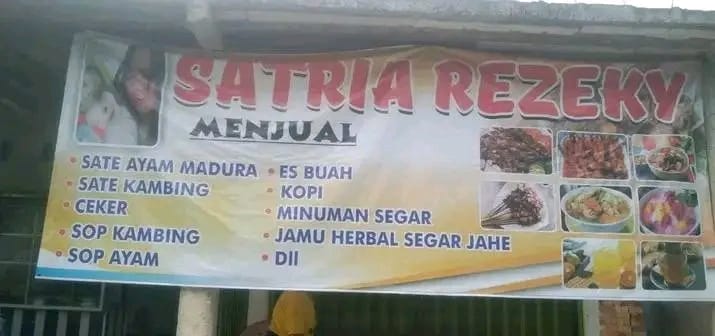 SATRIA REZEKY
MENJUAL
• SATE AYAM MADURA
• SATE KAMBING
• CEKER
• SOP KAMBING
• SOP AYAM
• ES BUAH
• KOPI
• MINUMAN SEGAR
• JAMU HERBAL SEGAR JAHE
• Dll